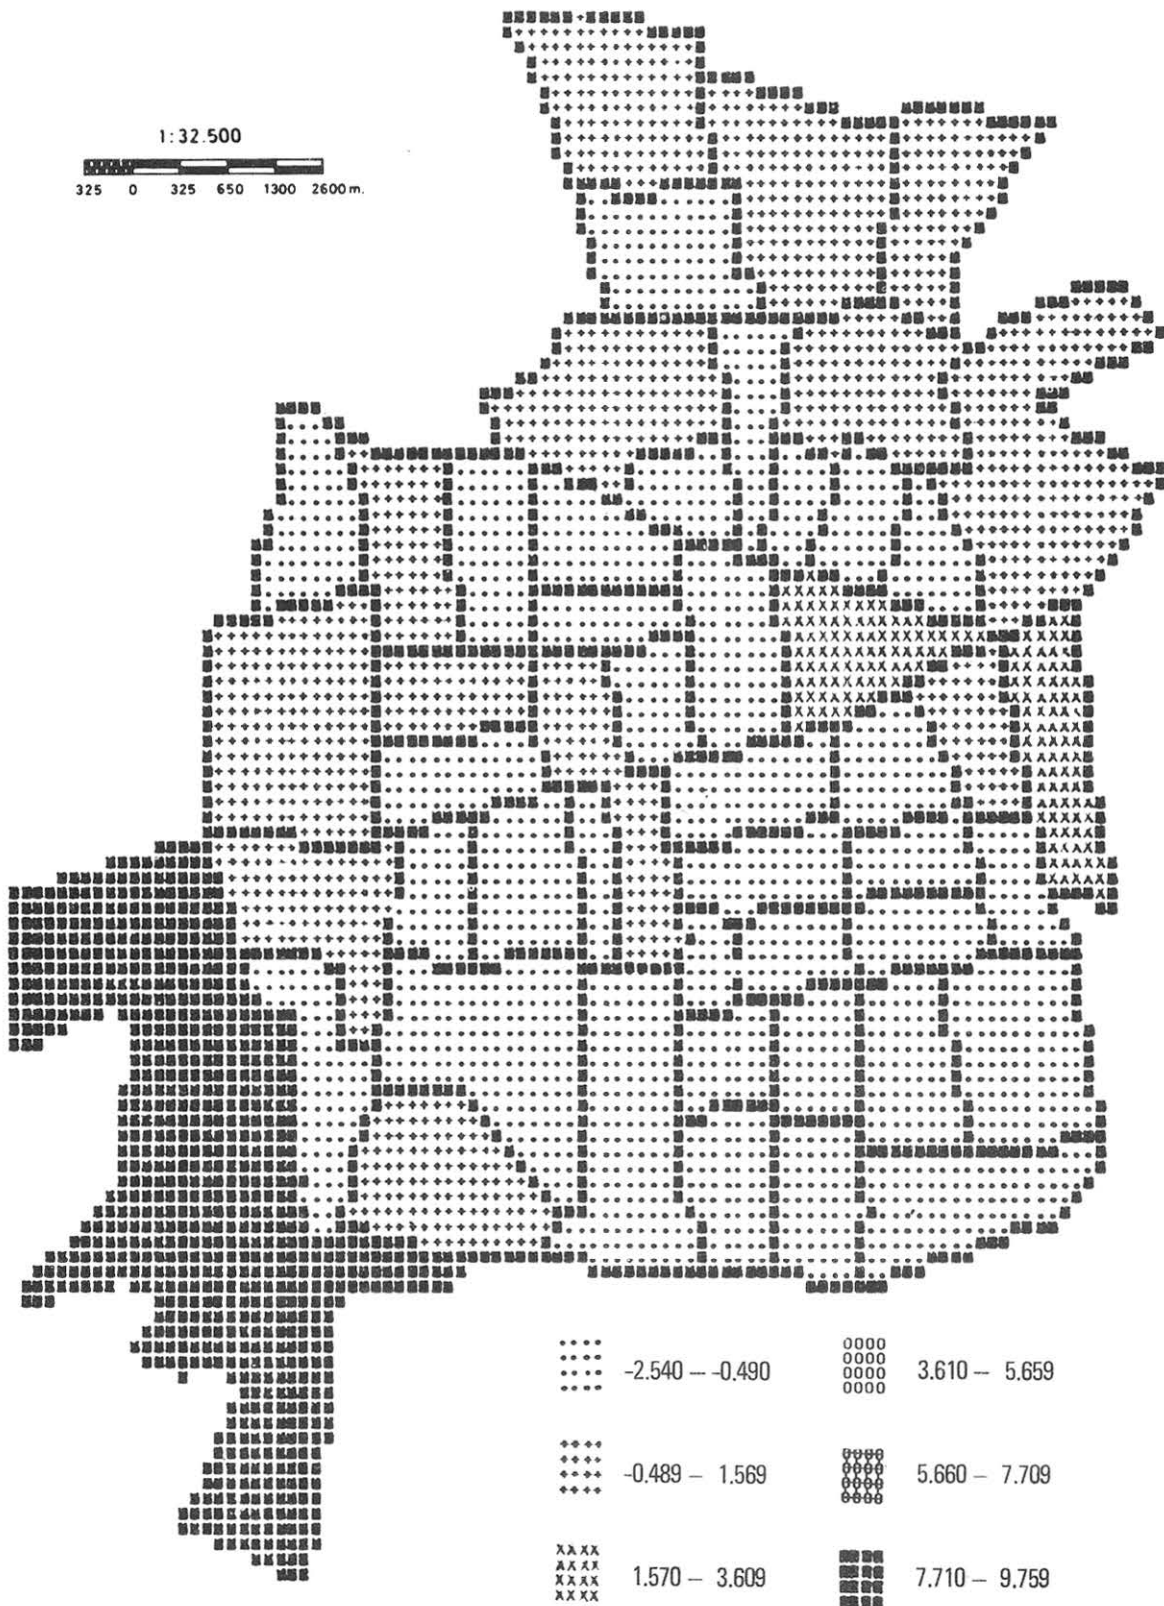 1:32.500
325 0 325 650 1300 2600 m.
-2.540 — -0.490
-0.489 — 1.569
1.570 — 3.609
3.610 — 5.659
5.660 — 7.709
7.710 — 9.759